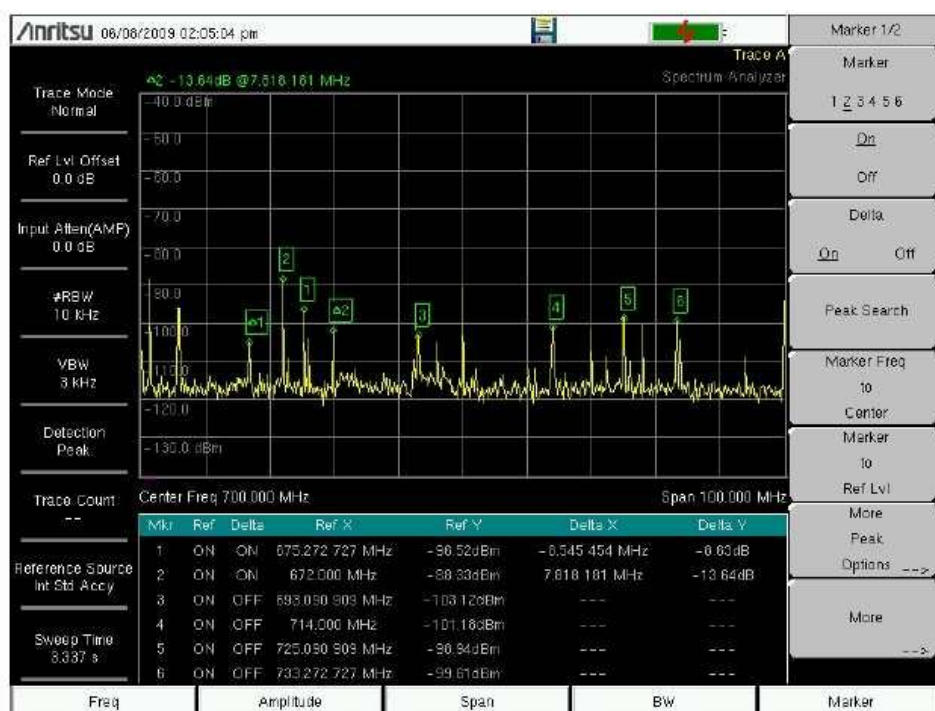 Anritsu 06/08/2009 02:05:04 pm
Trace A
Spectrum Analyzer
Δ2 -13.64dB @7.818 181 MHz
Trace Mode
Normal
Ref Lvl Offset
0.0 dB
Input Atten(AMP)
0.0 dB
#RBW
10 kHz
VBW
3 kHz
Detection
Peak
Trace Count
--
Reference Source
Int Std Accy
Sweep Time
3.337 s
-40.0 dBm
-50.0
-60.0
-70.0
-80.0
-90.0
-100.0
-110.0
-120.0
-130.0 dBm
Δ1
2
1
Δ2
3
4
5
6
Center Freq 700.000 MHz
Span 100.000 MHz
Mkr Ref Delta Ref X Ref Y Delta X Delta Y
1 ON ON 675.272 727 MHz -96.52dBm -8.545 454 MHz -8.63dB
2 ON ON 672.000 MHz -88.33dBm 7.818 181 MHz -13.64dB
3 ON OFF 693.090 909 MHz -103.12dBm --- ---
4 ON OFF 714.000 MHz -101.18dBm --- ---
5 ON OFF 725.090 909 MHz -98.94dBm --- ---
6 ON OFF 733.272 727 MHz -99.61dBm --- ---
Marker 1/2
Marker
1 2 3 4 5 6
On
Off
Delta
On Off
Peak Search
Marker Freq
to
Center
Marker
to
Ref Lvl
More
Peak
Options -->
More
-->
Freq
Amplitude
Span
BW
Marker